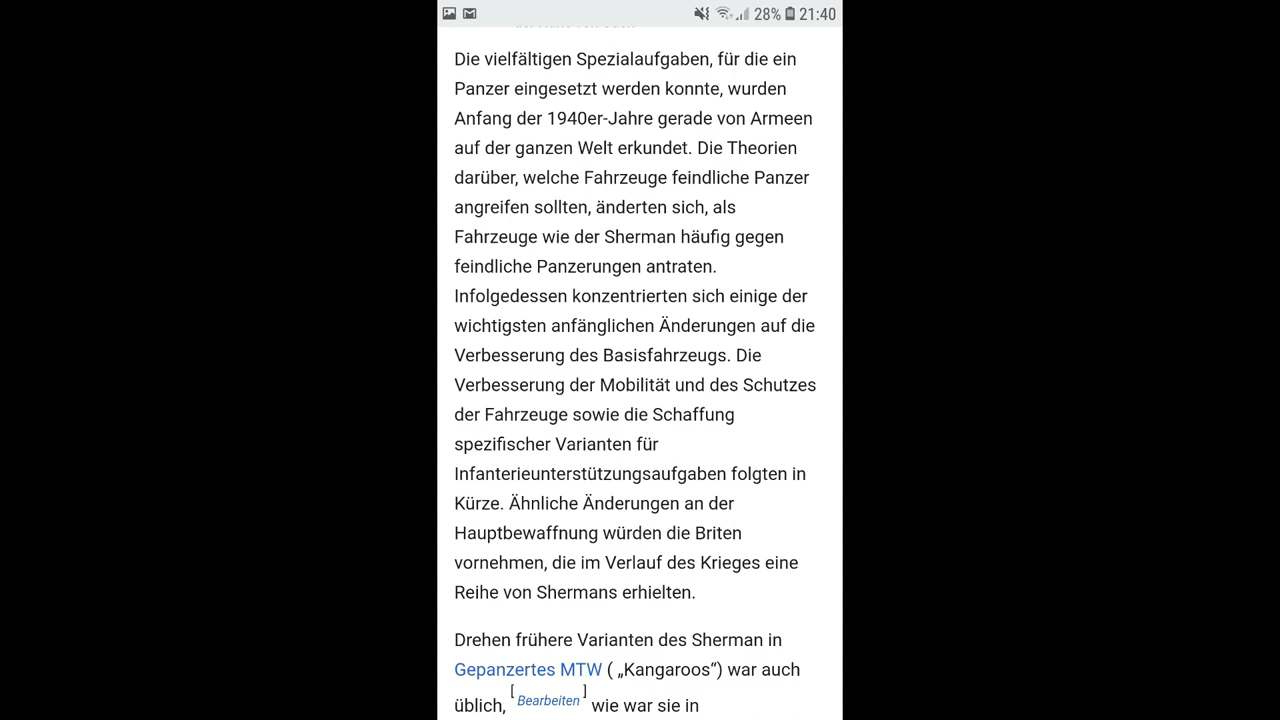 28% 21:40
Die vielfältigen Spezialaufgaben, für die ein
Panzer eingesetzt werden konnte, wurden
Anfang der 1940er-Jahre gerade von Armeen
auf der ganzen Welt erkundet. Die Theorien
darüber, welche Fahrzeuge feindliche Panzer
angreifen sollten, änderten sich, als
Fahrzeuge wie der Sherman häufig gegen
feindliche Panzerungen antraten.
Infolgedessen konzentrierten sich einige der
wichtigsten anfänglichen Änderungen auf die
Verbesserung des Basisfahrzeugs. Die
Verbesserung der Mobilität und des Schutzes
der Fahrzeuge sowie die Schaffung
spezifischer Varianten für
Infanterieunterstützungsaufgaben folgten in
Kürze. Ähnliche Änderungen an der
Hauptbewaffnung würden die Briten
vornehmen, die im Verlauf des Krieges eine
Reihe von Shermans erhielten.
Drehen frühere Varianten des Sherman in
Gepanzertes MTW ( „Kangaroos“) war auch
üblich, [ Bearbeiten ] wie war sie in